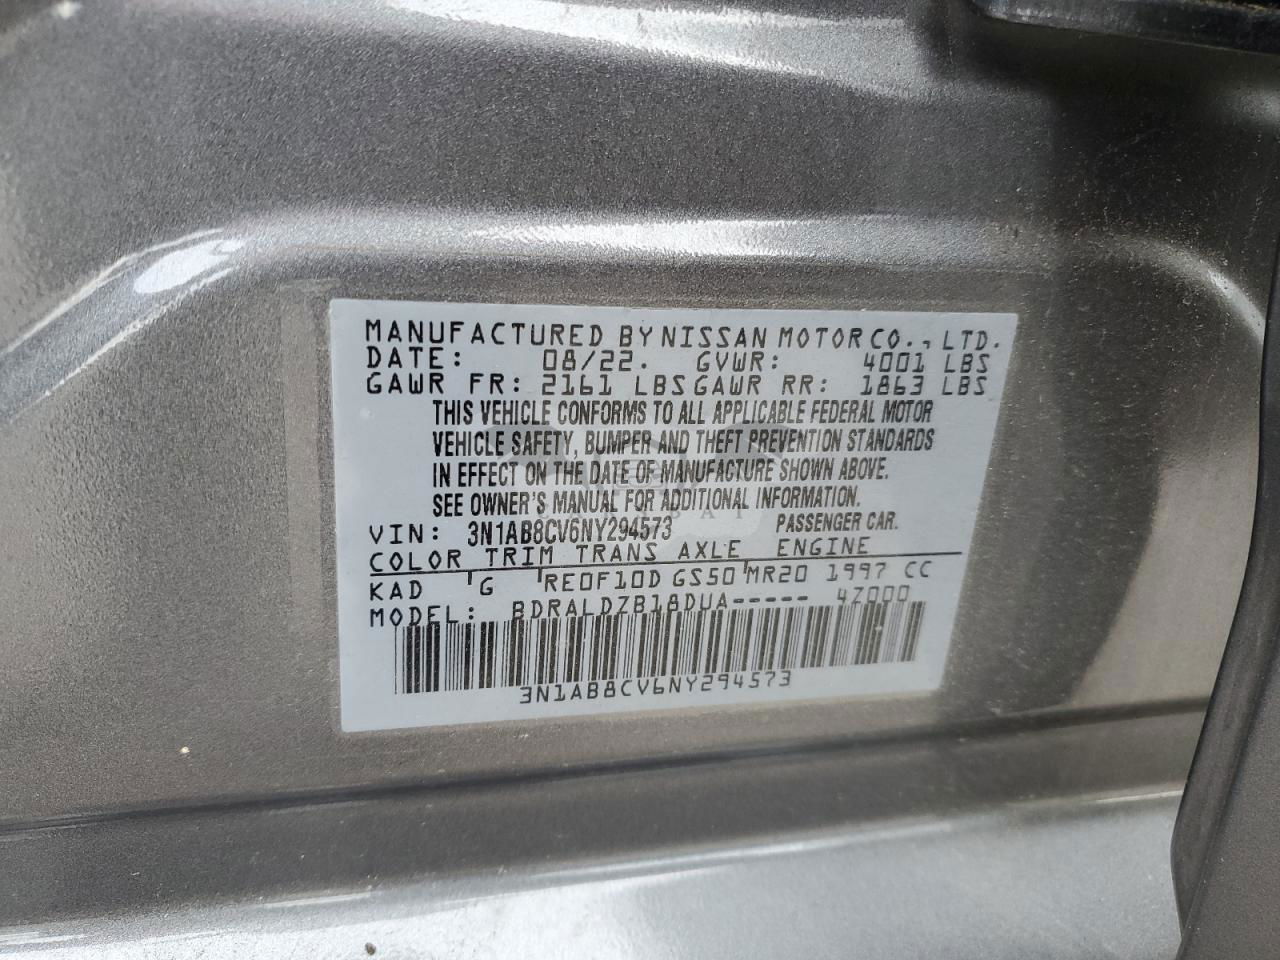 MANUFACTURED BY NISSAN MOTOR CO., LTD.
DATE: 08/22. GVWR: 4001 LBS
GAWR FR: 2161 LBS GAWR RR: 1863 LBS
THIS VEHICLE CONFORMS TO ALL APPLICABLE FEDERAL MOTOR
VEHICLE SAFETY, BUMPER AND THEFT PREVENTION STANDARDS
IN EFFECT ON THE DATE OF MANUFACTURE SHOWN ABOVE.
SEE OWNER'S MANUAL FOR ADDITIONAL INFORMATION.
VIN: 3N1AB8CV6NY294573 PASSENGER CAR.
COLOR TRIM TRANS AXLE ENGINE
KAD G RE0F10D GS50 MR20 1997 CC
MODEL: BDRALDZB18DUA----- 4Z000
3N1AB8CV6NY294573